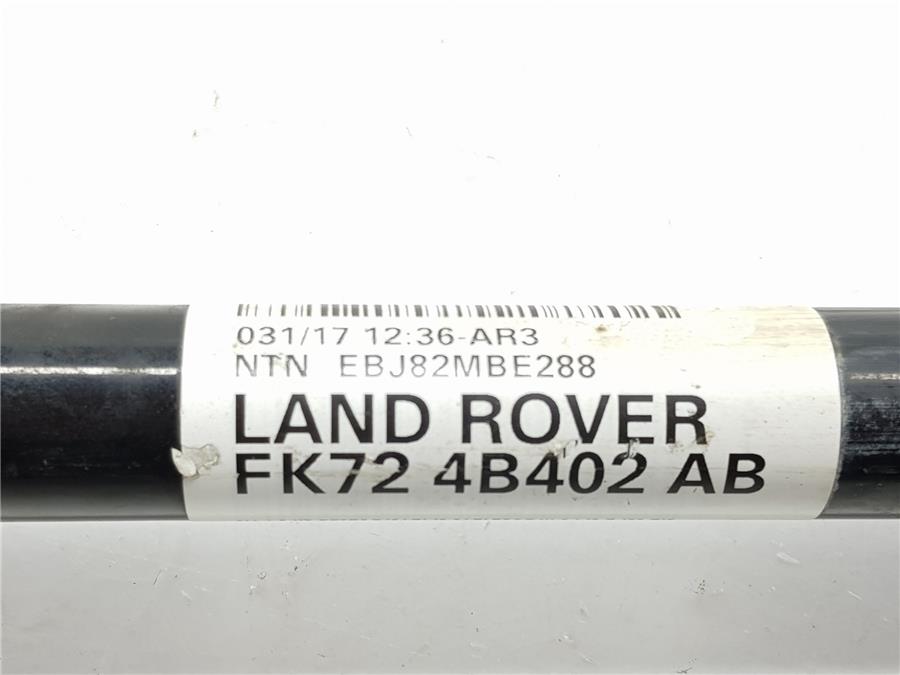 031/17 12:36-AR3
NTN EBJ82MBE288
LAND ROVER
FK72 4B402 AB